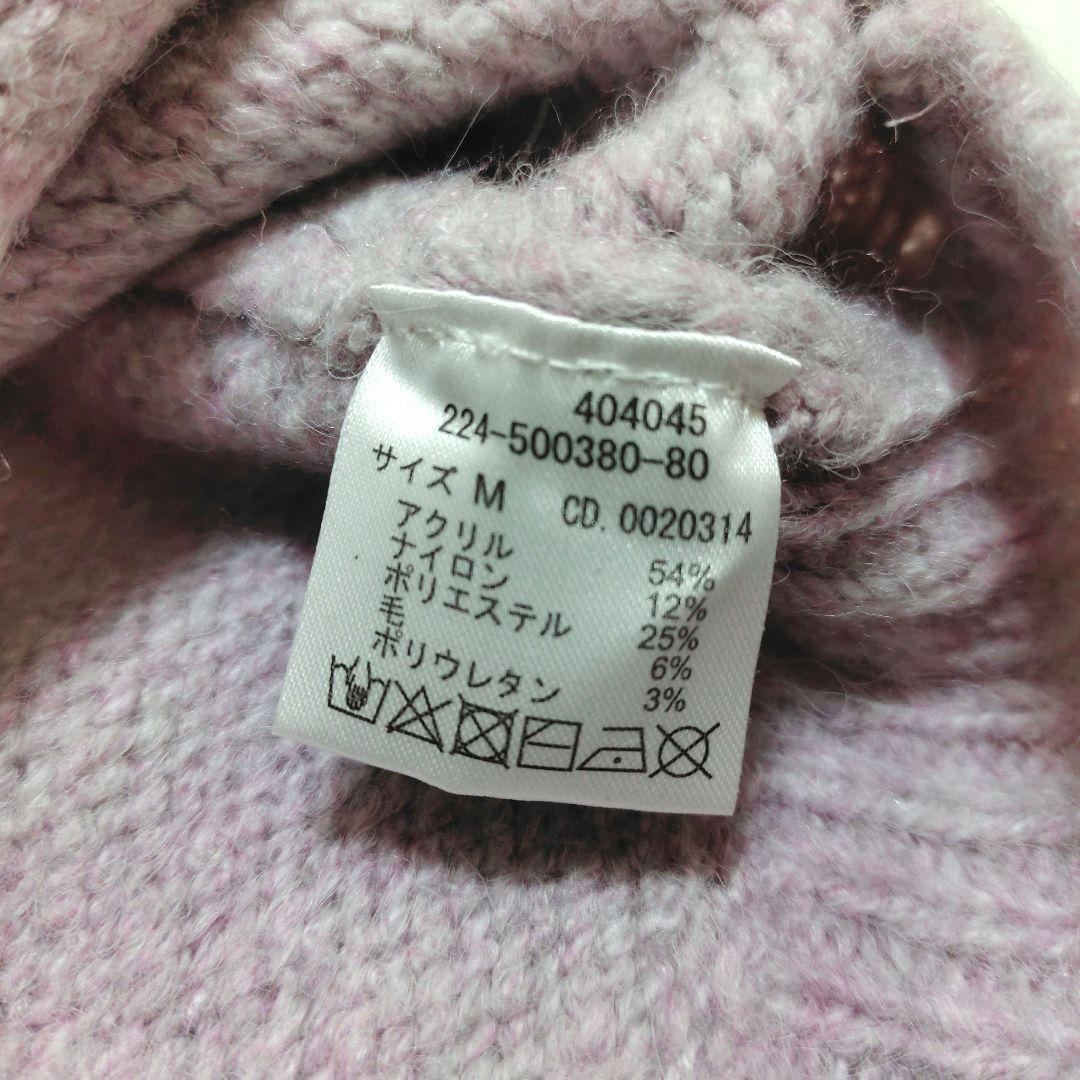 404045
224-500380-80
サイズ M CD. 0020314
アクリル 54%
ナイロン 12%
ポリエステル 25%
毛 6%
ポリウレタン 3%